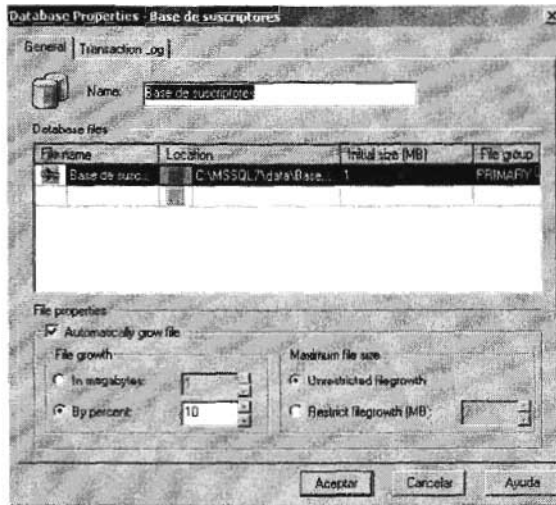 Database Properties - Base de suscriptores
General
Transaction Log
Name:
Base de suscriptores
Database files
File name
Location
Initial size (MB)
File group
Base de susc...
C:\MSSQL7\data\Base...
1
PRIMARY
File properties
Automatically grow file
File growth
In megabytes:
1
By percent:
10
Maximum file size
Unrestricted filegrowth
Restrict filegrowth (MB):
2
Aceptar
Cancelar
Ayuda